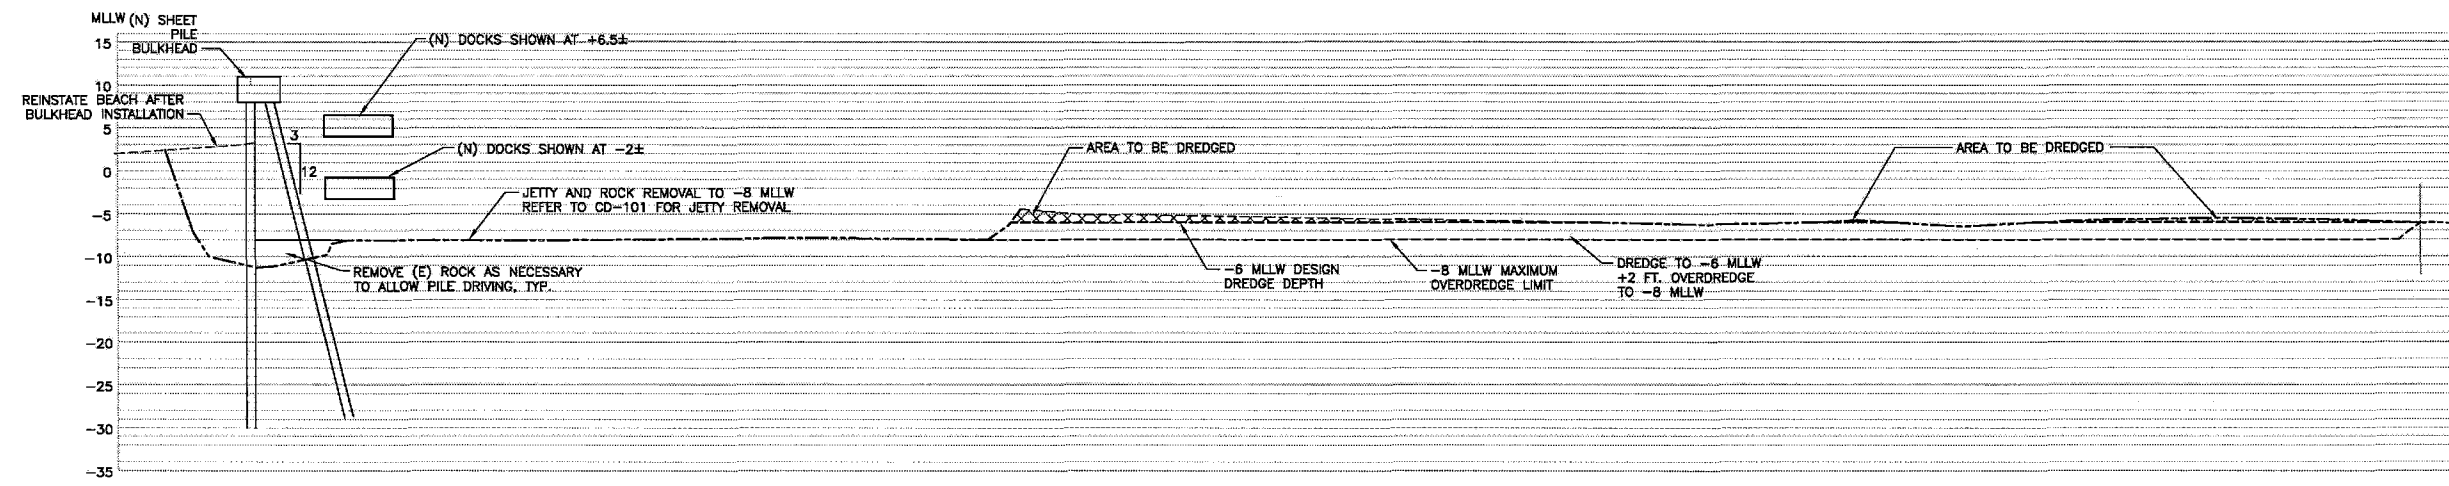 MLLW
(N) SHEET
PILE
BULKHEAD
15
10
5
0
-5
-10
-15
-20
-25
-30
-35
REINSTATE BEACH AFTER
BULKHEAD INSTALLATION
(N) DOCKS SHOWN AT +6.5±
3
12
(N) DOCKS SHOWN AT -2±
JETTY AND ROCK REMOVAL TO -8 MLLW
REFER TO CD-101 FOR JETTY REMOVAL
REMOVE (E) ROCK AS NECESSARY
TO ALLOW PILE DRIVING, TYP.
AREA TO BE DREDGED
-6 MLLW DESIGN
DREDGE DEPTH
-8 MLLW MAXIMUM
OVERDREDGE LIMIT
DREDGE TO -6 MLLW
+2 FT. OVERDREDGE
TO -8 MLLW
AREA TO BE DREDGED